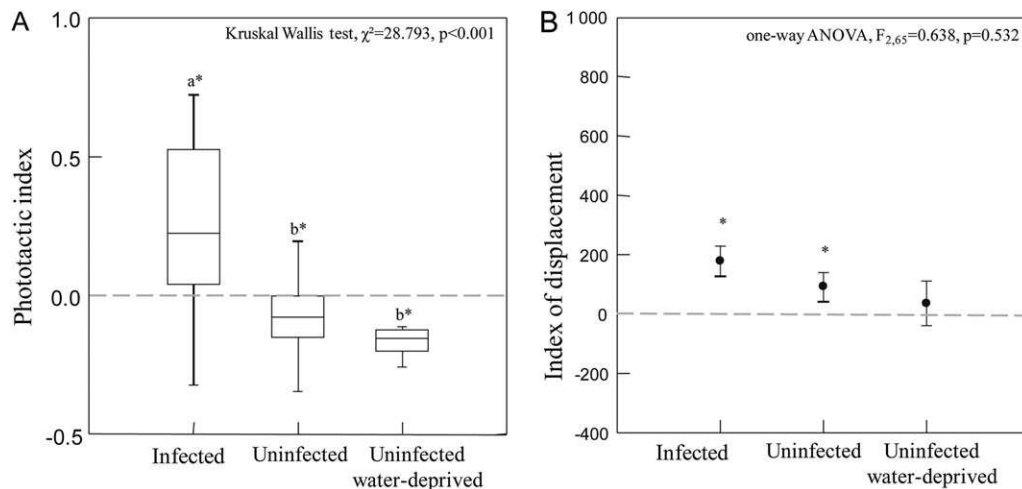 A
Kruskal Wallis test, χ²=28.793, p<0.001
1.0
0.5
0.0
-0.5
Phototactic index
a*
b*
b*
Infected
Uninfected
Uninfected
water-deprived
B
one-way ANOVA, F2,65=0.638, p=0.532
1 000
800
600
400
200
0
-200
-400
Index of displacement
*
*
Infected
Uninfected
Uninfected
water-deprived